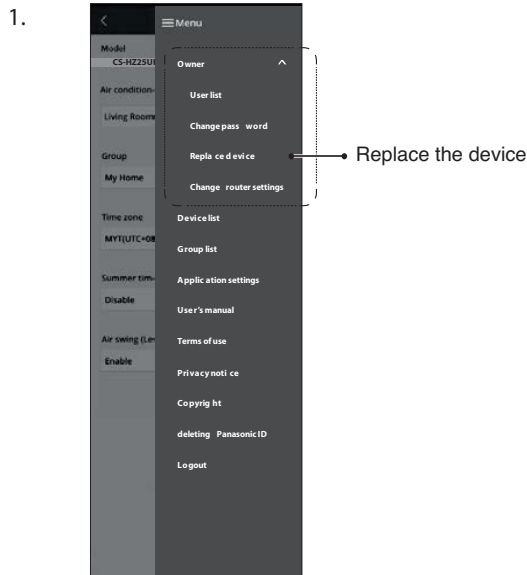 1.
Menu
Model
CS-HZ25U
Air condition
Living Room
Group
My Home
Time zone
MYT(UTC+08
Summer tim
Disable
Air swing (Le
Enable
Owner
User list
Change pass word
Repla ce d evice
Change router settings
Device list
Group list
Applic ation settings
User's manual
Terms of use
Privacy noti ce
Copyrig ht
deleting Panasonic ID
Logout
Replace the device